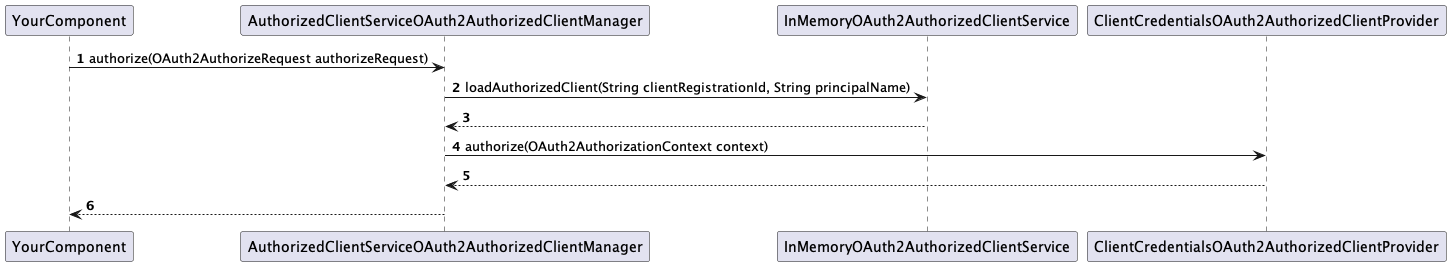 YourComponent
AuthorizedClientServiceOAuth2AuthorizedClientManager
InMemoryOAuth2AuthorizedClientService
ClientCredentialsOAuth2AuthorizedClientProvider
1 authorize(OAuth2AuthorizeRequest authorizeRequest)
2 loadAuthorizedClient(String clientRegistrationId, String principalName)
3
4 authorize(OAuth2AuthorizationContext context)
5
6
YourComponent
AuthorizedClientServiceOAuth2AuthorizedClientManager
InMemoryOAuth2AuthorizedClientService
ClientCredentialsOAuth2AuthorizedClientProvider